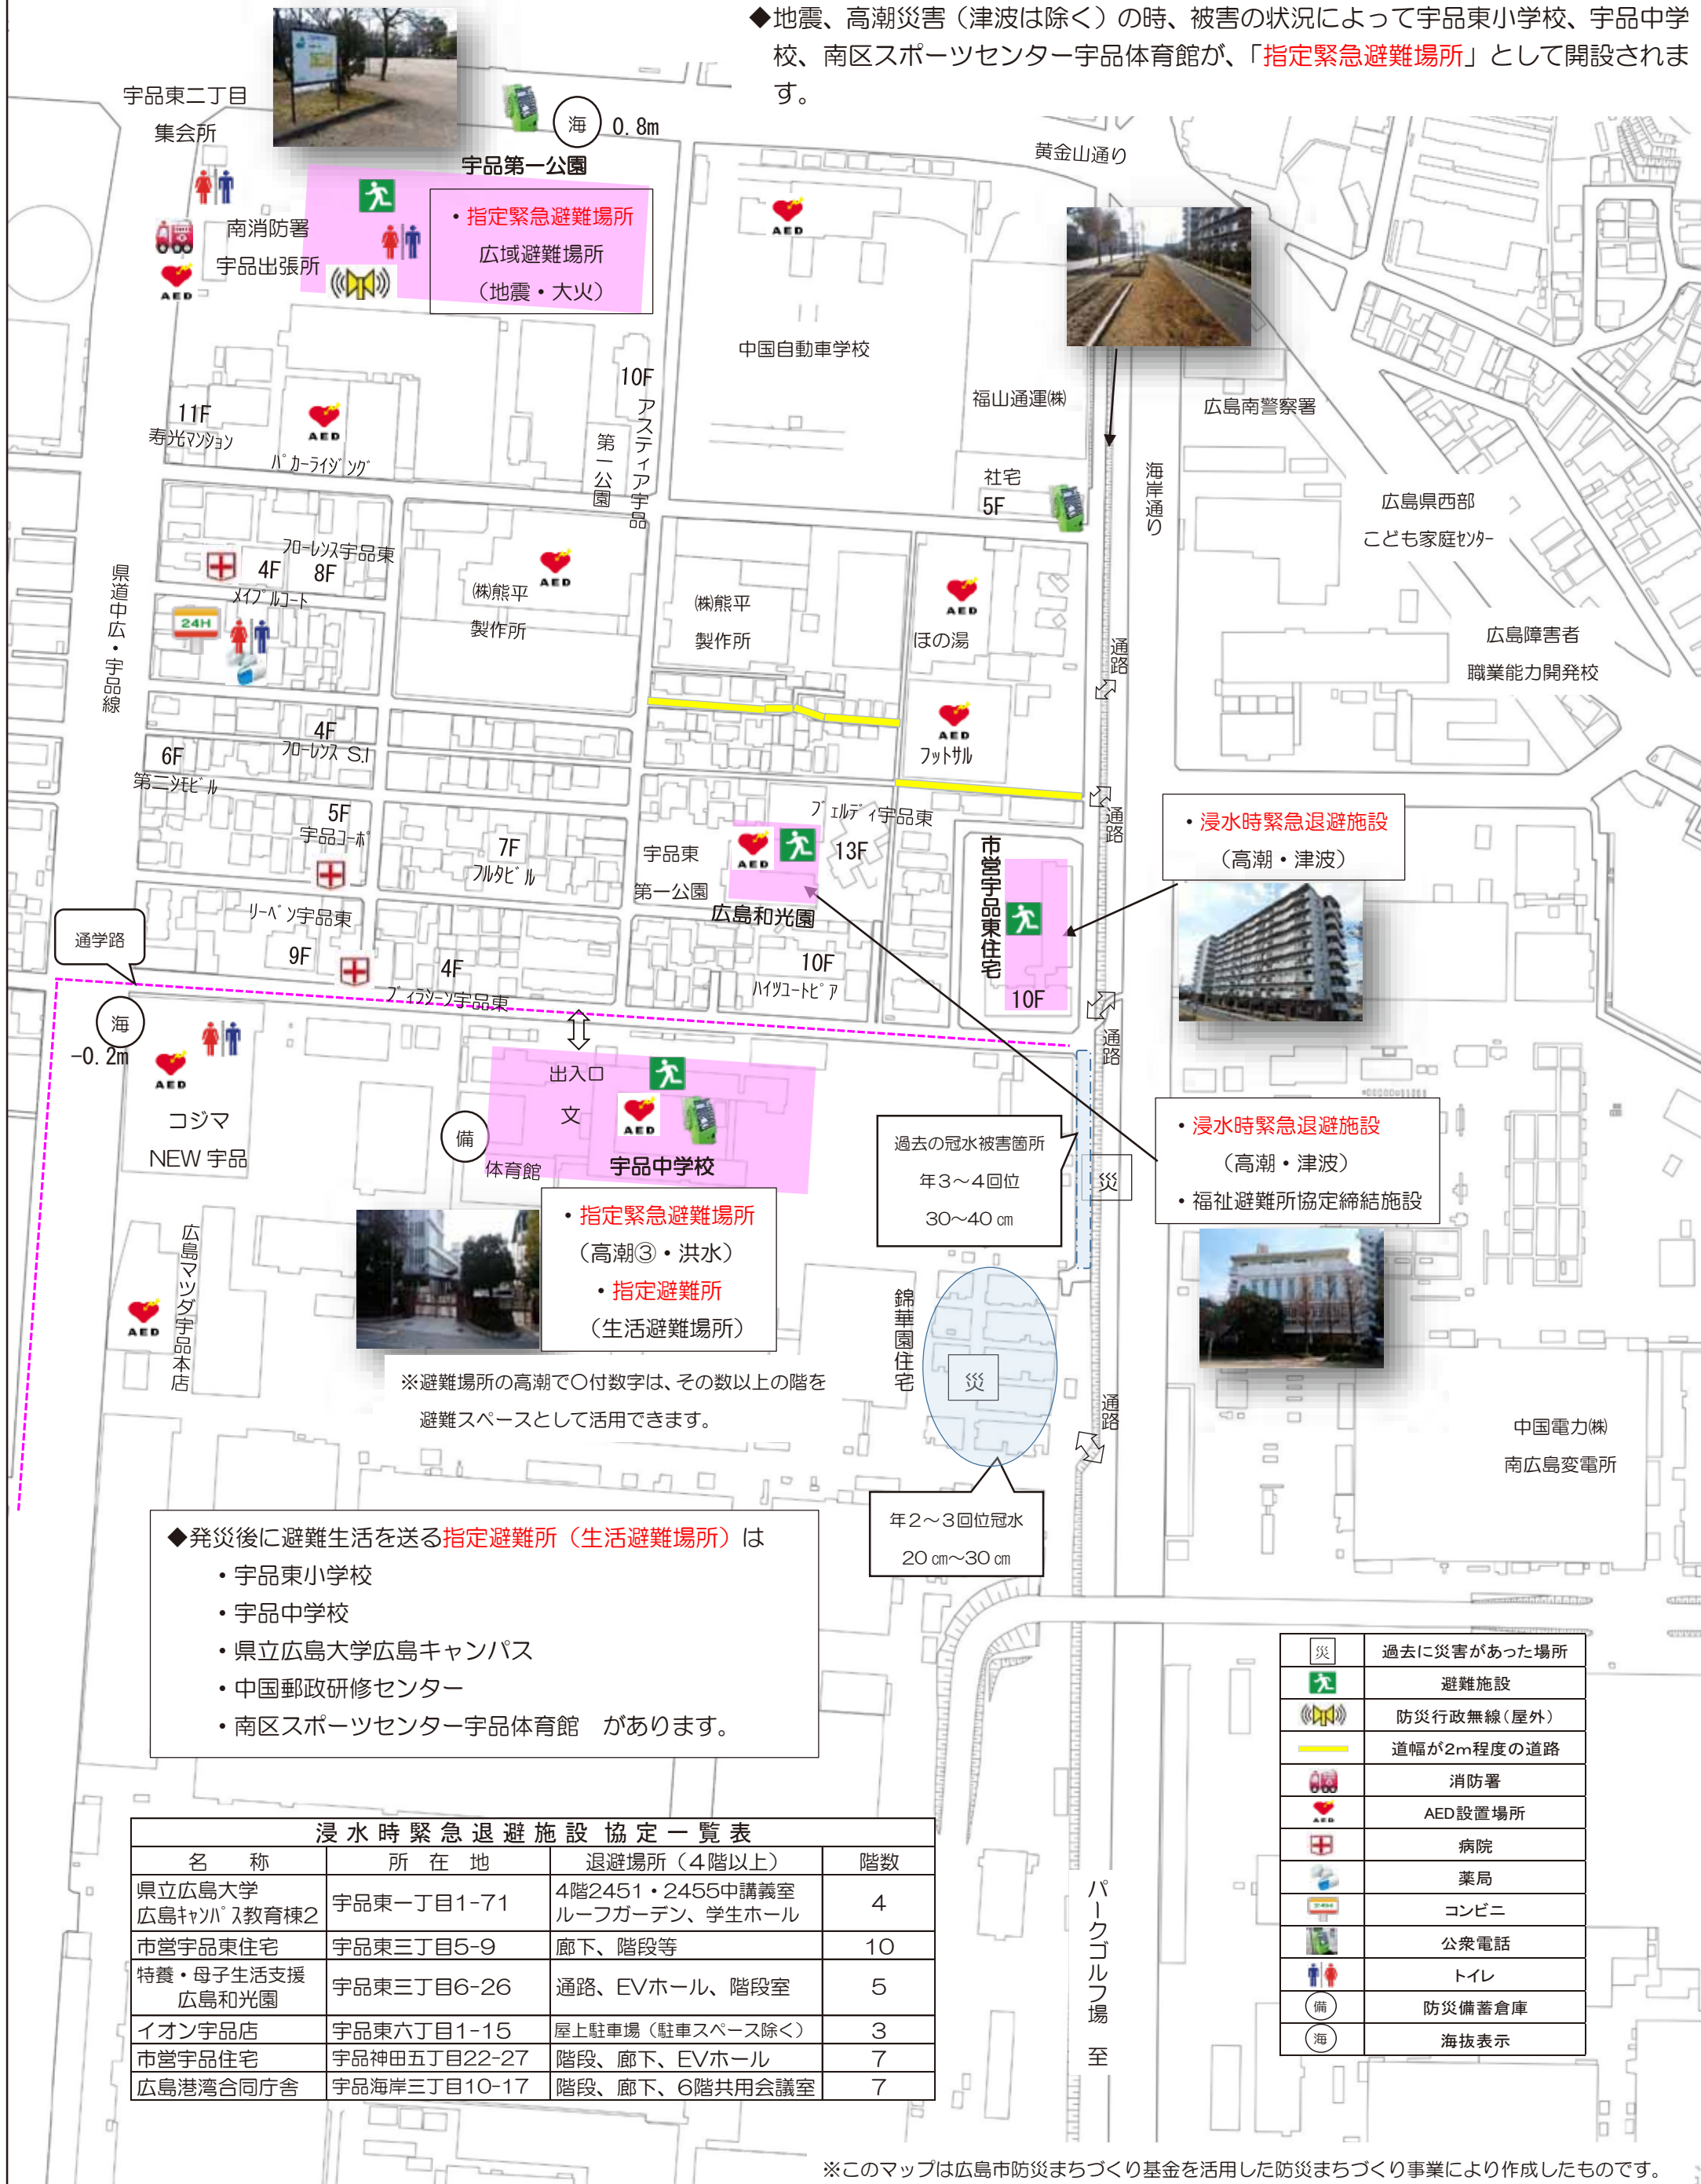 ◆地震、高潮災害（津波は除く）の時、被害の状況によって宇品東小学校、宇品中学
校、南区スポーツセンター宇品体育館が、「指定緊急避難場所」として開設されま
す。
宇品東二丁目
集会所
海
0.8m
黄金山通り
宇品第一公園
・指定緊急避難場所
広域避難場所
（地震・大火）
南消防署
宇品出張所
AED
AED
中国自動車学校
福山通運㈱
広島南警察署
10F
アスティア宇品
第一公園
11F
寿光マンション
AED
パーカーライジング
社宅
5F
海岸通り
広島県西部
こども家庭センター
県道中広・宇品線
フローレンス宇品東
4F
8F
メイプルコート
24H
㈱熊平
製作所
AED
㈱熊平
製作所
AED
ほの湯
通路
広島障害者
職業能力開発校
4F
フローレンス S.I
6F
第二シモビル
AED
フットサル
5F
宇品コーポ
7F
フルタビル
宇品東
第一公園
AED
広島和光園
ヴェルディ宇品東
13F
市営宇品東住宅
10F
通路
・浸水時緊急退避施設
（高潮・津波）
リーベン宇品東
9F
4F
ヴィラシーン宇品東
10F
ハイツユートピア
通学路
海
-0.2m
AED
コジマ
NEW 宇品
出入口
文
AED
備
体育館
宇品中学校
通路
過去の冠水被害箇所
年３～４回位
30～40 ㎝
災
・浸水時緊急退避施設
（高潮・津波）
・福祉避難所協定締結施設
・指定緊急避難場所
（高潮③・洪水）
・指定避難所
（生活避難場所）
広島マツダ宇品本店
AED
錦華園住宅
災
通路
※避難場所の高潮で〇付数字は、その数以上の階を
避難スペースとして活用できます。
中国電力㈱
南広島変電所
年２～３回位冠水
20 ㎝～30 ㎝
◆発災後に避難生活を送る指定避難所（生活避難場所）は
・宇品東小学校
・宇品中学校
・県立広島大学広島キャンパス
・中国郵政研修センター
・南区スポーツセンター宇品体育館　があります。
災 過去に災害があった場所
避難施設
防災行政無線（屋外）
道幅が2m程度の道路
消防署
AED AED設置場所
病院
薬局
24H コンビニ
公衆電話
トイレ
備 防災備蓄倉庫
海 海抜表示
浸水時緊急退避施設 協定一覧表
名　称 所在地 退避場所（４階以上） 階数
県立広島大学
広島キャンパス教育棟2 宇品東一丁目1-71 4階2451・2455中講義室
ルーフガーデン、学生ホール 4
市営宇品東住宅 宇品東三丁目5-9 廊下、階段等 10
特養・母子生活支援
広島和光園 宇品東三丁目6-26 通路、EVホール、階段室 5
イオン宇品店 宇品東六丁目1-15 屋上駐車場（駐車スペース除く） 3
市営宇品住宅 宇品神田五丁目22-27 階段、廊下、EVホール 7
広島港湾合同庁舎 宇品海岸三丁目10-17 階段、廊下、6階共用会議室 7
パークゴルフ場　至
※このマップは広島市防災まちづくり基金を活用した防災まちづくり事業により作成したものです。